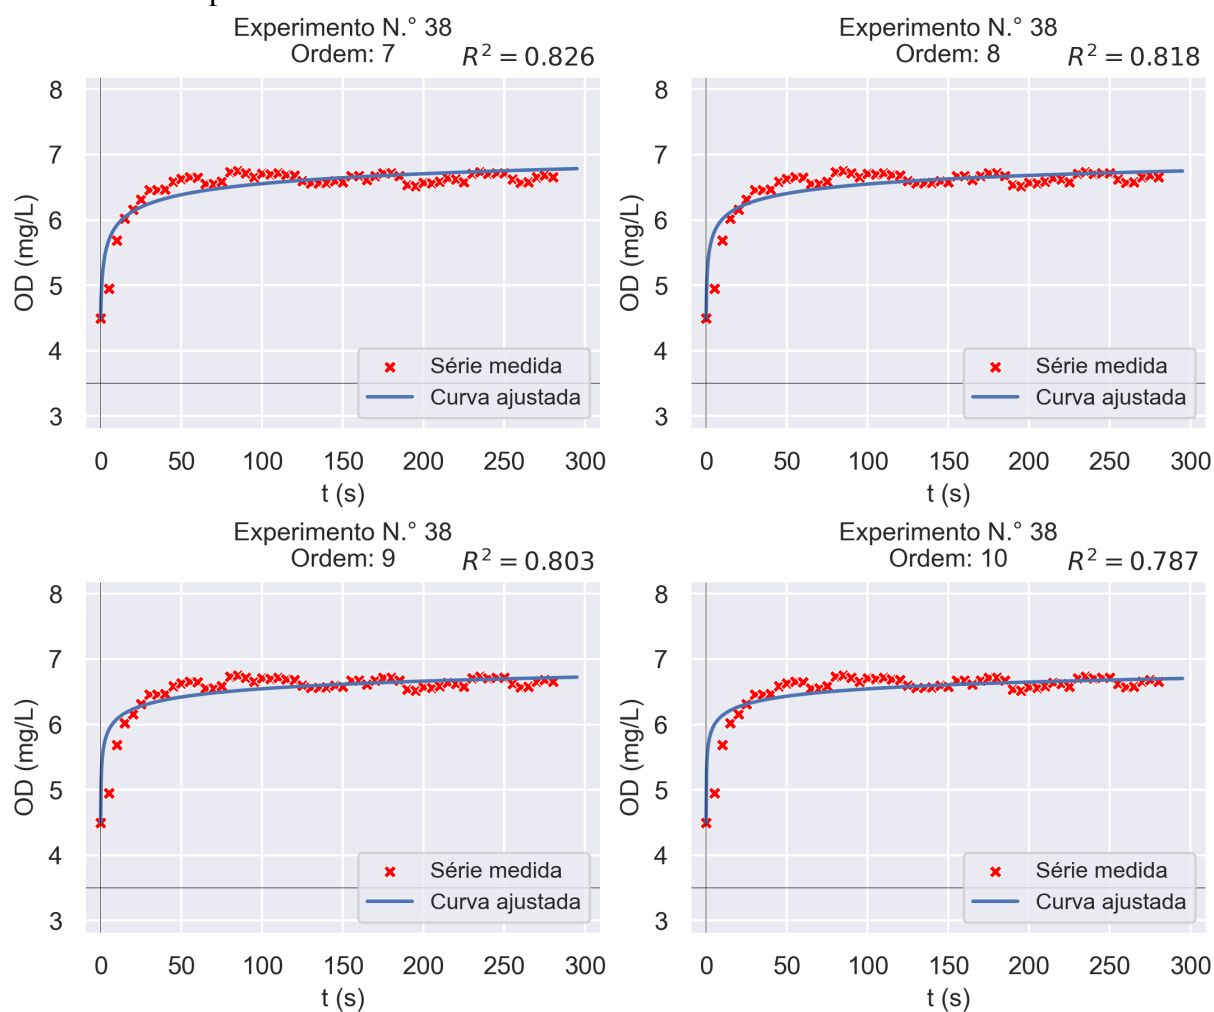 Experimento N.° 38
Ordem: 7
R² = 0.826
8
7
6
5
4
3
OD (mg/L)
Série medida
Curva ajustada
0 50 100 150 200 250 300
t (s)
Experimento N.° 38
Ordem: 8
R² = 0.818
8
7
6
5
4
3
OD (mg/L)
Série medida
Curva ajustada
0 50 100 150 200 250 300
t (s)
Experimento N.° 38
Ordem: 9
R² = 0.803
8
7
6
5
4
3
OD (mg/L)
Série medida
Curva ajustada
0 50 100 150 200 250 300
t (s)
Experimento N.° 38
Ordem: 10
R² = 0.787
8
7
6
5
4
3
OD (mg/L)
Série medida
Curva ajustada
0 50 100 150 200 250 300
t (s)